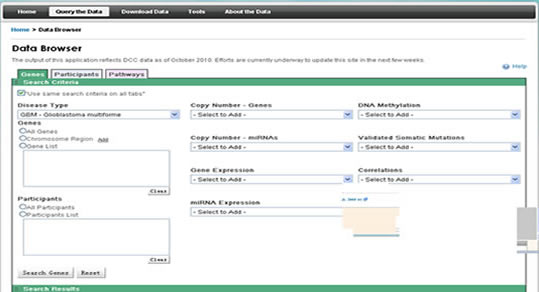 Home Query the Data Download Data Tools About the Data
Home > Data Browser
Data Browser
The output of this application reflects DCC data as of October 2010. Efforts are currently underway to update this site in the next few weeks.
Help
Genes Participants Pathways
Search Criteria
"Use same search criteria on all tabs"
Disease Type
GBM - Glioblastoma multiforme
Genes
All Genes
Chromosome Region Add
Gene List
Clear
Participants
All Participants
Participants List
Clear
Copy Number - Genes
- Select to Add -
Copy Number - miRNAs
- Select to Add -
Gene Expression
- Select to Add -
miRNA Expression
- Select to Add -
DNA Methylation
- Select to Add -
Validated Somatic Mutations
- Select to Add -
Correlations
- Select to Add -
Search Genes Reset
Search Results